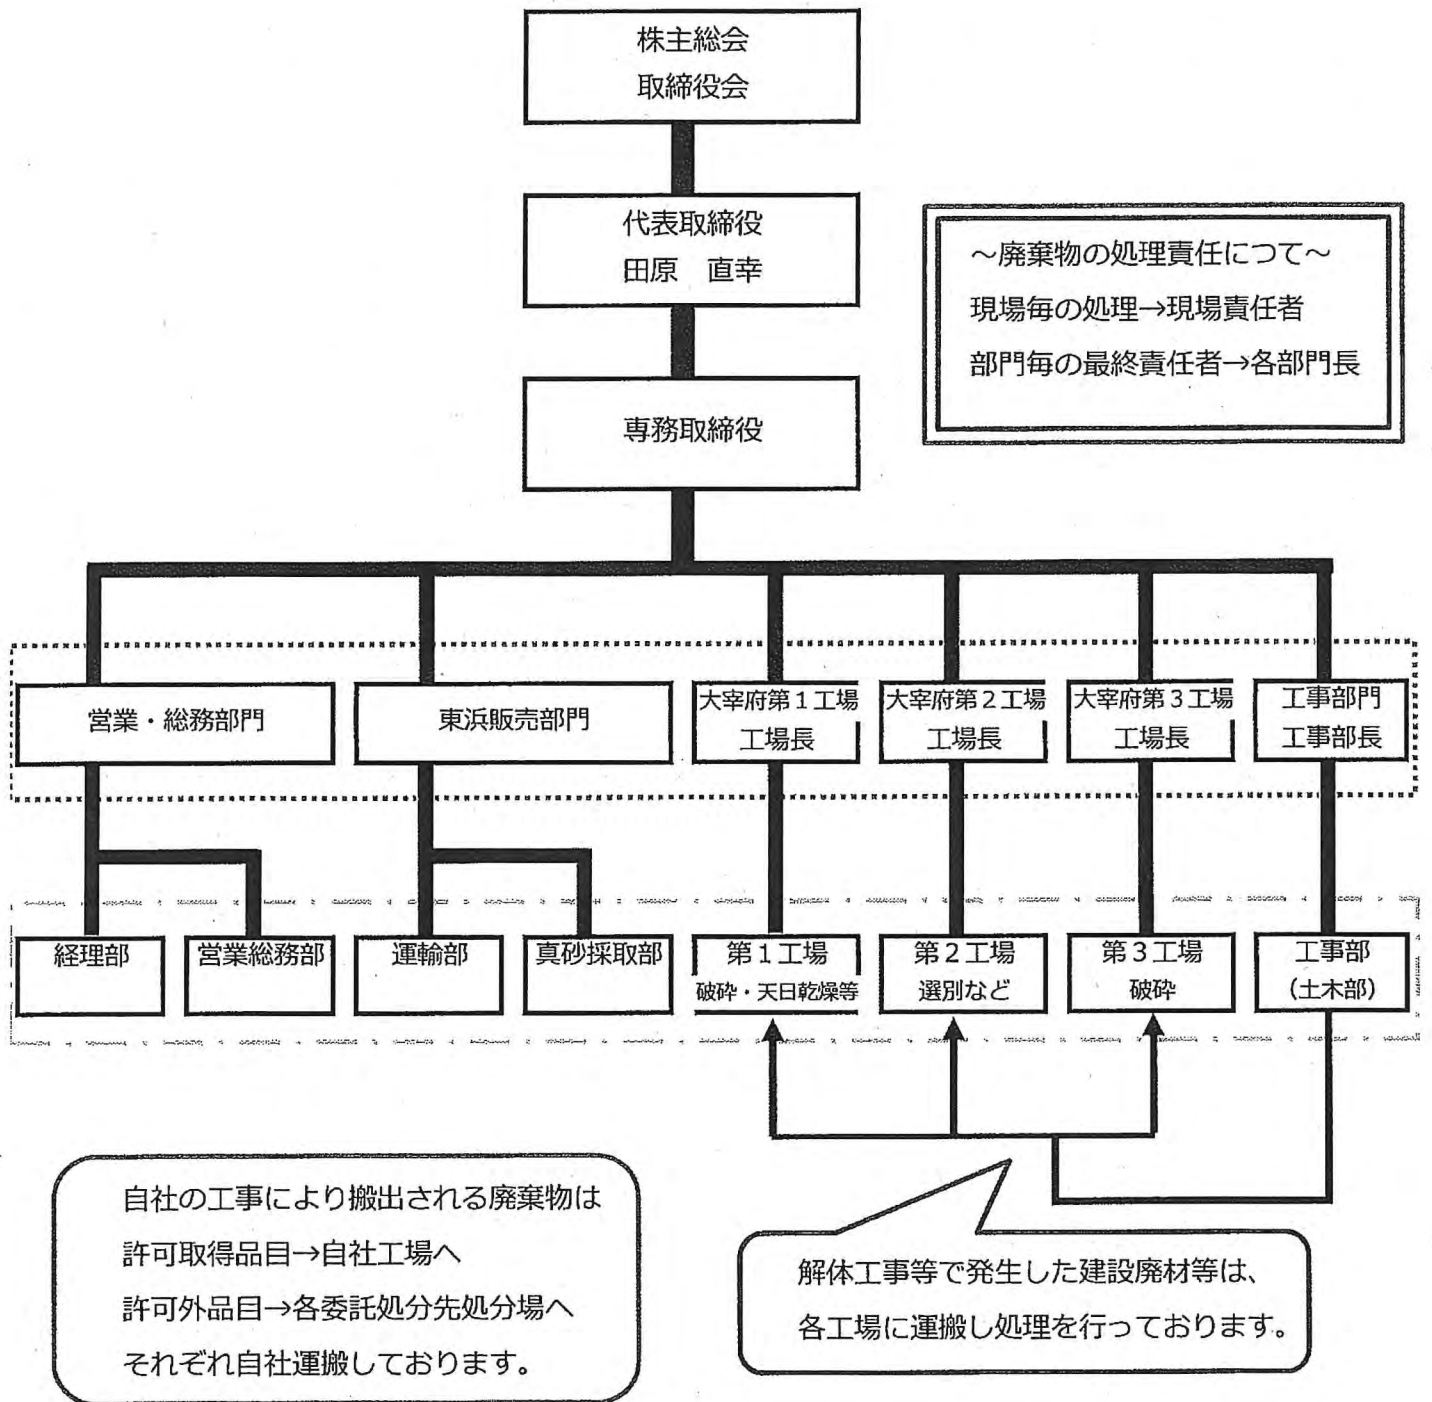 株主総会
取締役会
代表取締役
田原　直幸
～廃棄物の処理責任につて～
現場毎の処理→現場責任者
部門毎の最終責任者→各部門長
専務取締役
営業・総務部門
東浜販売部門
大宰府第１工場
工場長
大宰府第２工場
工場長
大宰府第３工場
工場長
工事部門
工事部長
経理部
営業総務部
運輸部
真砂採取部
第１工場
破砕・天日乾燥等
第２工場
選別など
第３工場
破砕
工事部
（土木部）
自社の工事により搬出される廃棄物は
許可取得品目→自社工場へ
許可外品目→各委託処分先処分場へ
それぞれ自社運搬しております。
解体工事等で発生した建設廃材等は、
各工場に運搬し処理を行っております。